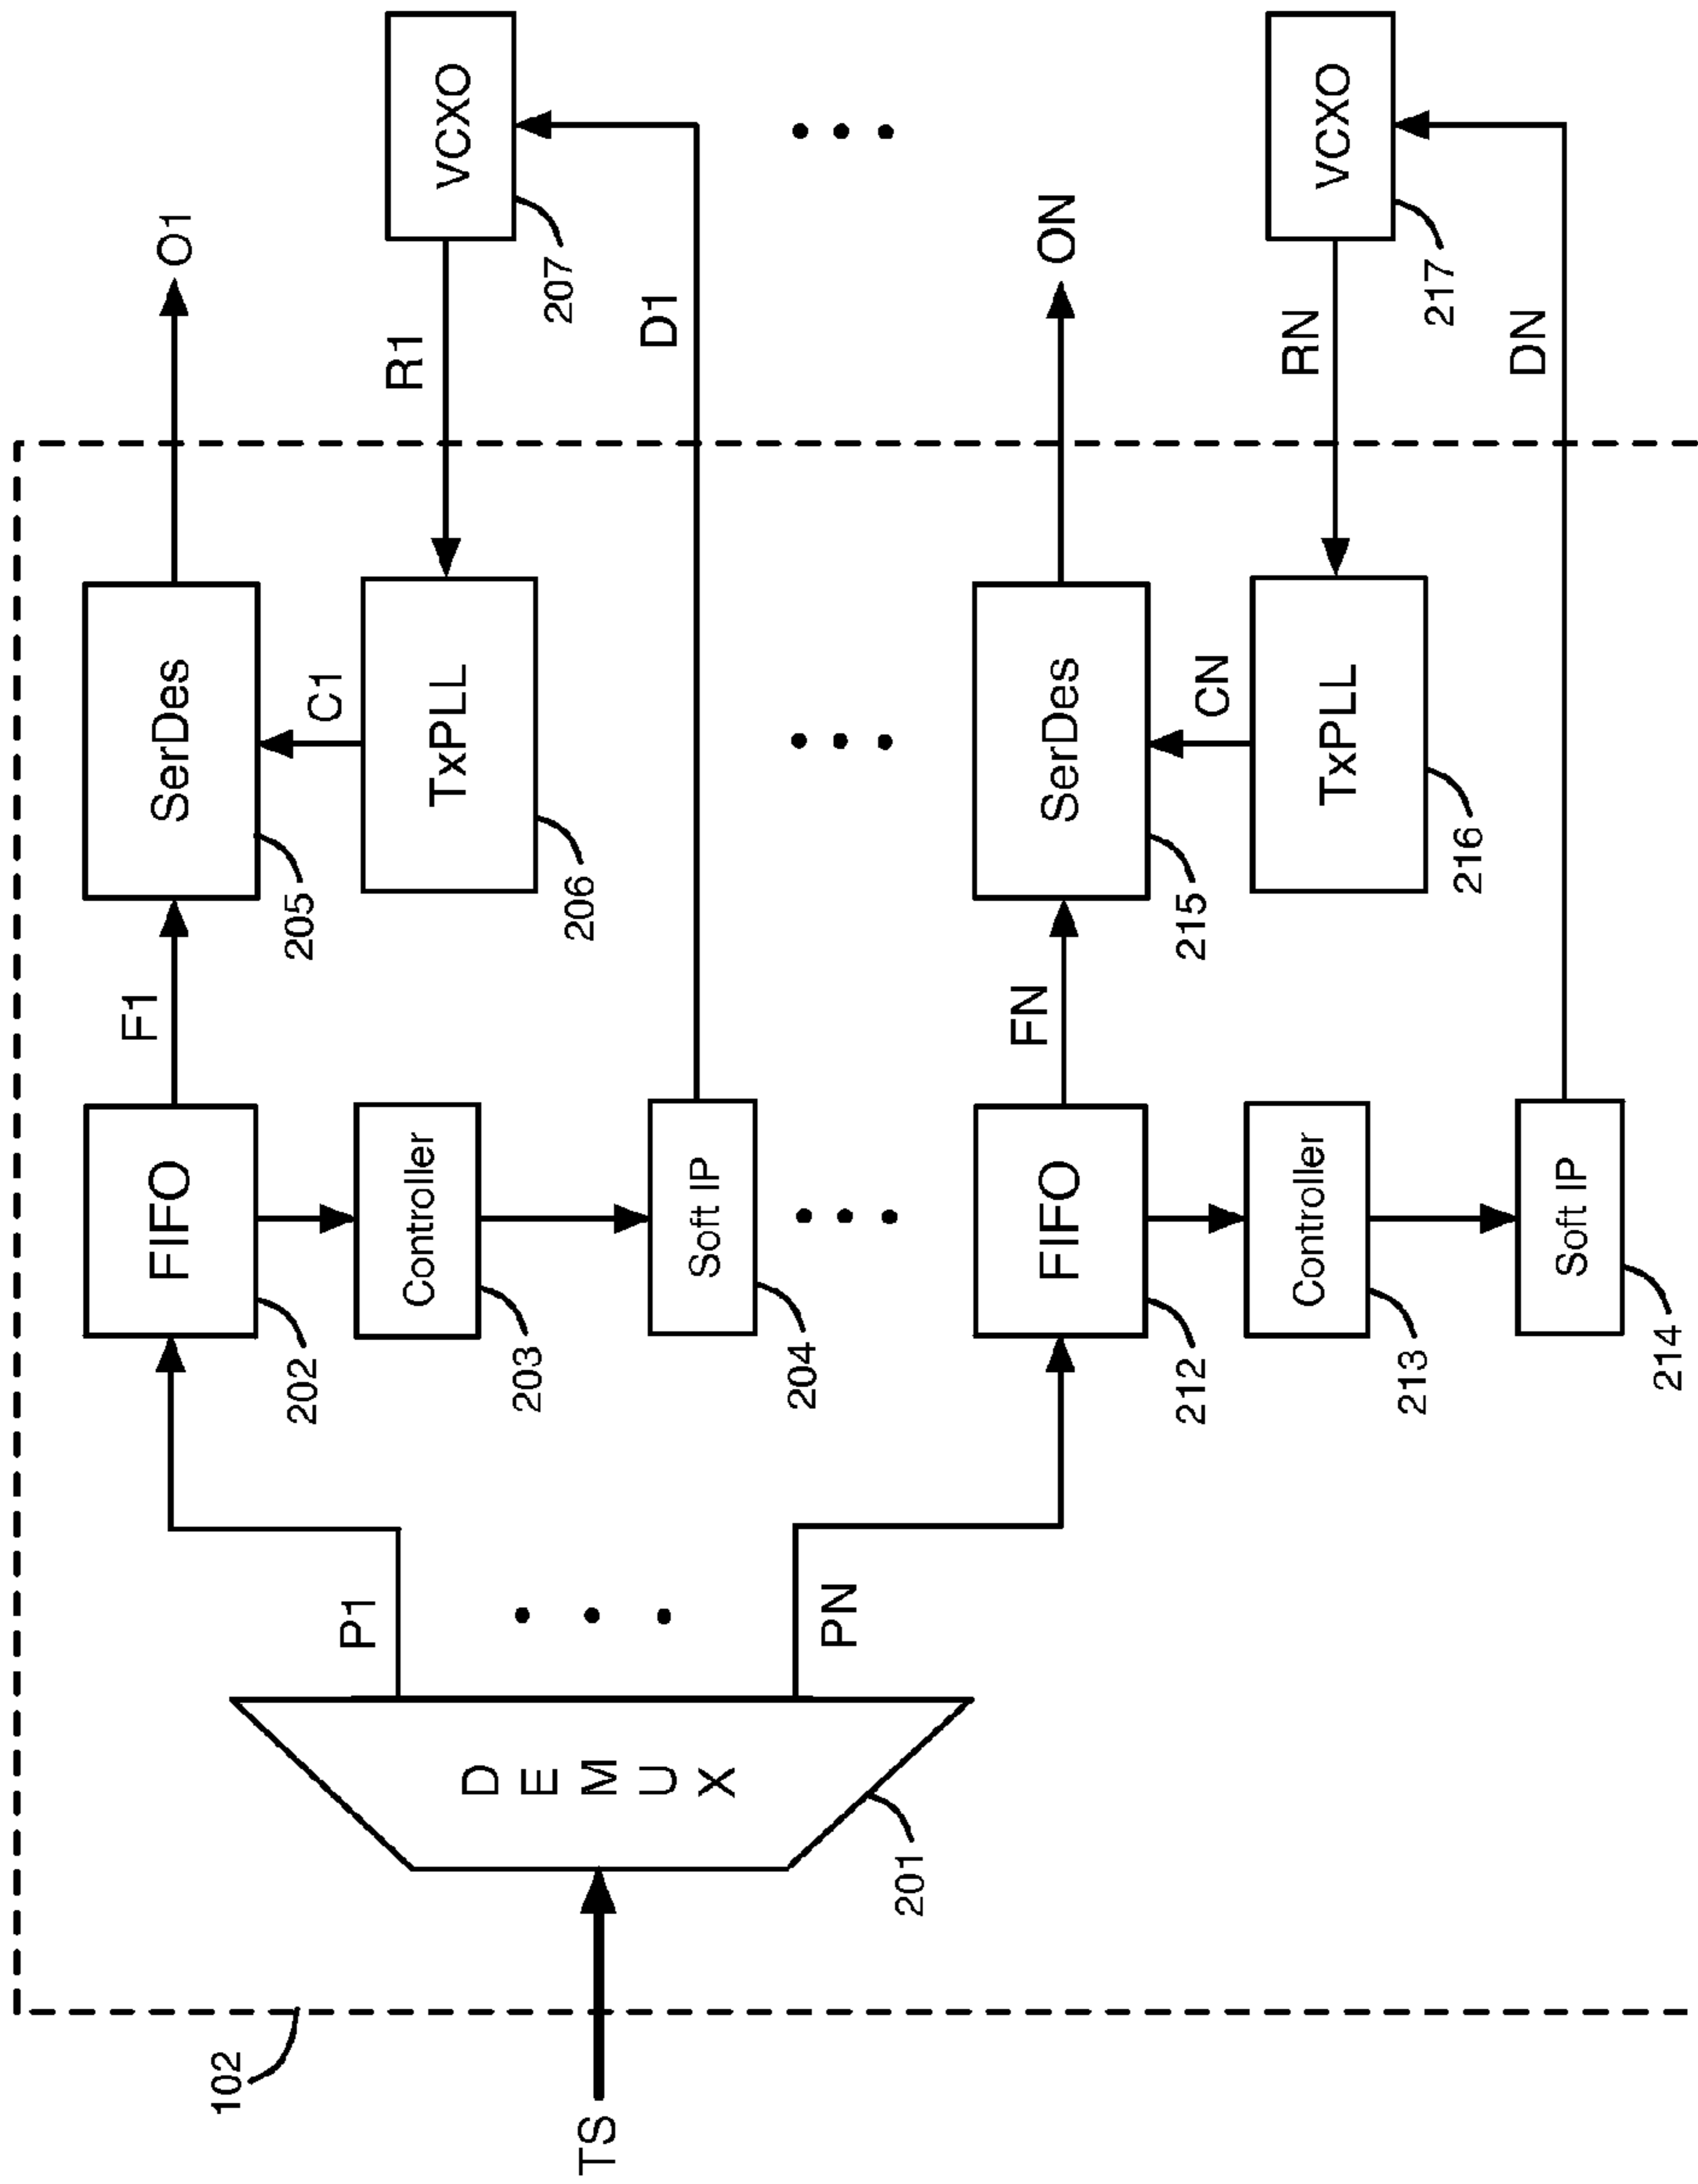 102
TS
DEMUX
201
P1
PN
FIFO
202
Controller
203
Soft IP
204
F1
SerDes
205
C1
TxPLL
206
O1
R1
VCXO
207
D1
FIFO
212
Controller
213
Soft IP
214
FN
SerDes
215
CN
TxPLL
216
ON
RN
VCXO
217
DN